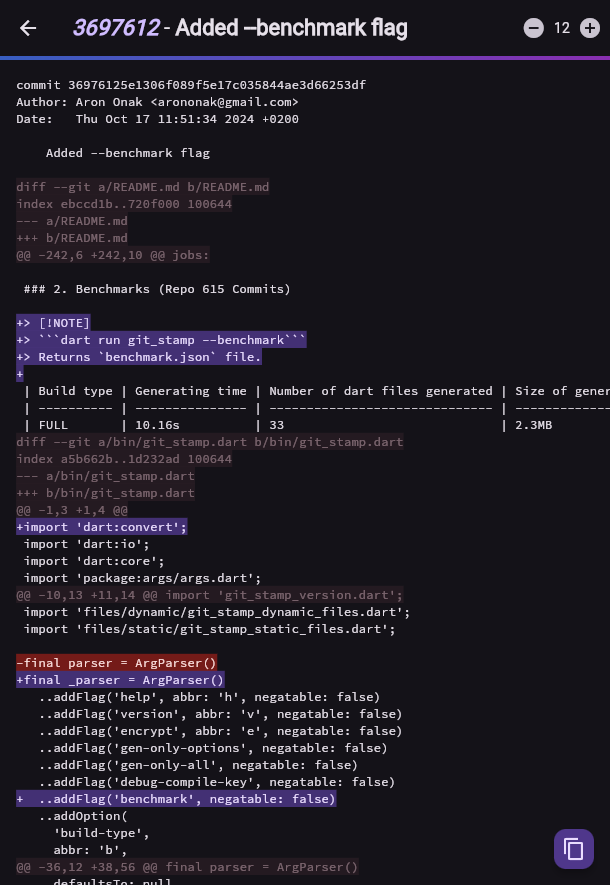 3697612 - Added –benchmark flag
12
commit 36976125e1306f089f5e17c035844ae3d66253df
Author: Aron Onak <arononak@gmail.com>
Date:   Thu Oct 17 11:51:34 2024 +0200
    Added --benchmark flag
diff --git a/README.md b/README.md
index ebccd1b..720f000 100644
--- a/README.md
+++ b/README.md
@@ -242,6 +242,10 @@ jobs:
 ### 2. Benchmarks (Repo 615 Commits)
+> [!NOTE]
+> ```dart run git_stamp --benchmark```
+> Returns `benchmark.json` file.
+
 | Build type | Generating time | Number of dart files generated | Size of gener
 | ---------- | --------------- | ------------------------------ | -------------
 | FULL       | 10.16s          | 33                             | 2.3MB
diff --git a/bin/git_stamp.dart b/bin/git_stamp.dart
index a5b662b..1d232ad 100644
--- a/bin/git_stamp.dart
+++ b/bin/git_stamp.dart
@@ -1,3 +1,4 @@
+import 'dart:convert';
 import 'dart:io';
 import 'dart:core';
 import 'package:args/args.dart';
@@ -10,13 +11,14 @@ import 'git_stamp_version.dart';
 import 'files/dynamic/git_stamp_dynamic_files.dart';
 import 'files/static/git_stamp_static_files.dart';
-final parser = ArgParser()
+final _parser = ArgParser()
   ..addFlag('help', abbr: 'h', negatable: false)
   ..addFlag('version', abbr: 'v', negatable: false)
   ..addFlag('encrypt', abbr: 'e', negatable: false)
   ..addFlag('gen-only-options', negatable: false)
   ..addFlag('gen-only-all', negatable: false)
   ..addFlag('debug-compile-key', negatable: false)
+  ..addFlag('benchmark', negatable: false)
   ..addOption(
     'build-type',
     abbr: 'b',
@@ -36,12 +38,56 @@ final parser = ArgParser()
     defaultsTo: null,